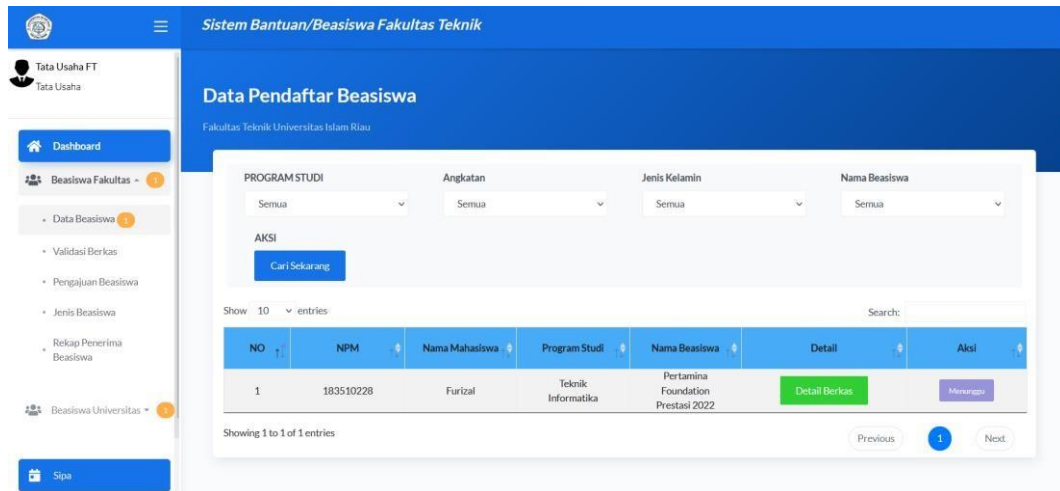 Sistem Bantuan/Beasiswa Fakultas Teknik
Tata Usaha FT
Tata Usaha
Dashboard
Beasiswa Fakultas 1
Data Beasiswa 1
Validasi Berkas
Pengajuan Beasiswa
Jenis Beasiswa
Rekap Penerima
Beasiswa
Beasiswa Universitas 1
Sipa
Data Pendaftar Beasiswa
Fakultas Teknik Universitas Islam Riau
PROGRAM STUDI Angkatan Jenis Kelamin Nama Beasiswa
Semua Semua Semua Semua
AKSI
Cari Sekarang
Show 10 entries Search:
NO NPM Nama Mahasiswa Program Studi Nama Beasiswa Detail Aksi
1 183510228 Furizal Teknik Informatika Pertamina Foundation Prestasi 2022 Detail Berkas Menunggu
Showing 1 to 1 of 1 entries
Previous 1 Next